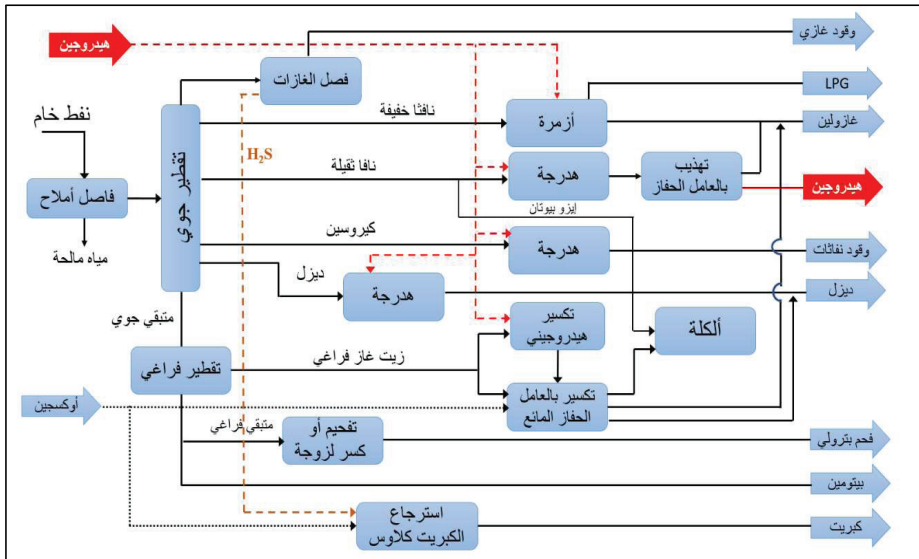 هيدروجين
وقود غازي
فصل الغازات
LPG
نفط خام
نافثا خفيفة
أزمرة
غازولين
H₂S
تقطير جوي
نافا ثقيلة
هدرجة
تهذيب
بالعامل الحفاز
هيدروجين
فاصل أملاح
إيزو بيوتان
مياه مالحة
كيروسين
هدرجة
وقود نفاثات
ديزل
هدرجة
ديزل
متبقي جوي
تكسير
هيدروجيني
ألكلة
تقطير فراغي
زيت غاز فراغي
أوكسجين
تكسير بالعامل
الحفاز المائع
متبقي فراغي
تفحيم أو
كسر لزوجة
فحم بترولي
بيتومين
استرجاع
الكبريت كلاوس
كبريت